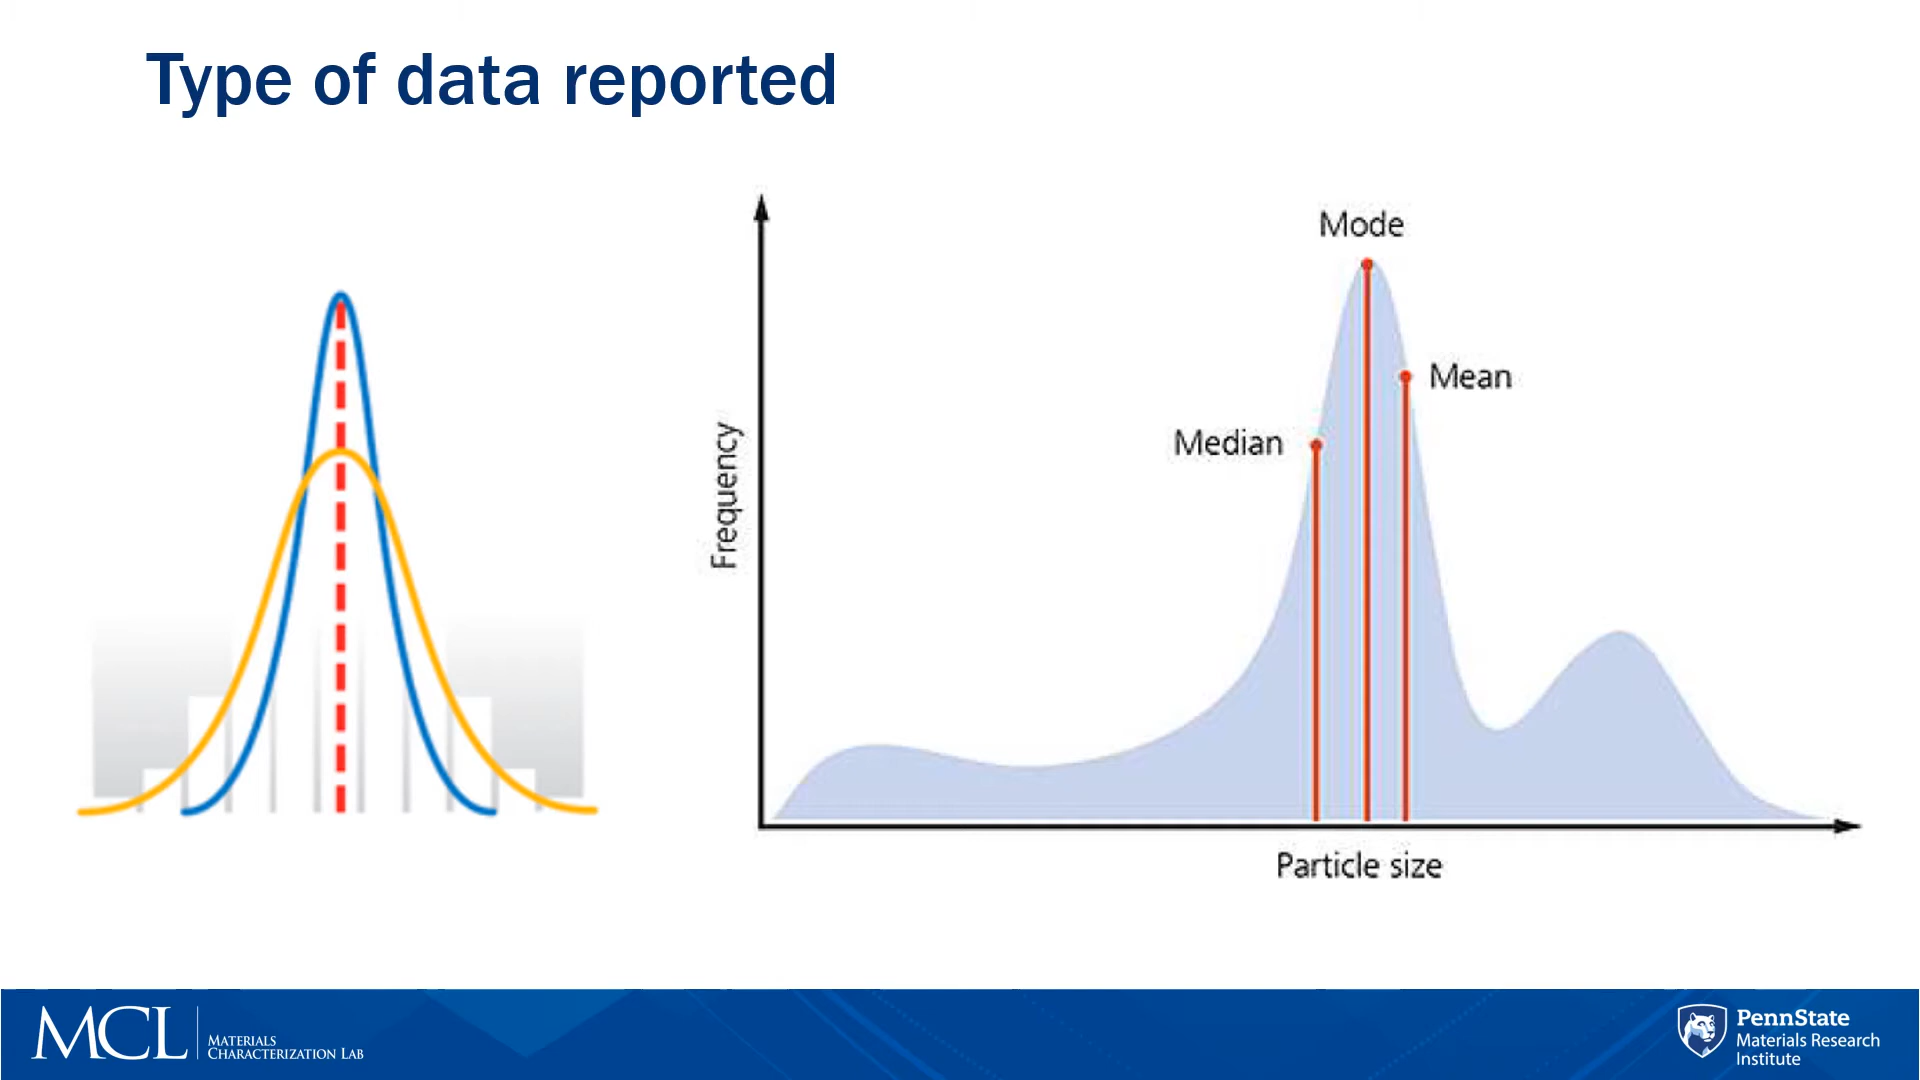 Type of data reported
Mode
Mean
Median
Frequency
Particle size
MCL
MATERIALS
CHARACTERIZATION LAB
PennState
Materials Research
Institute